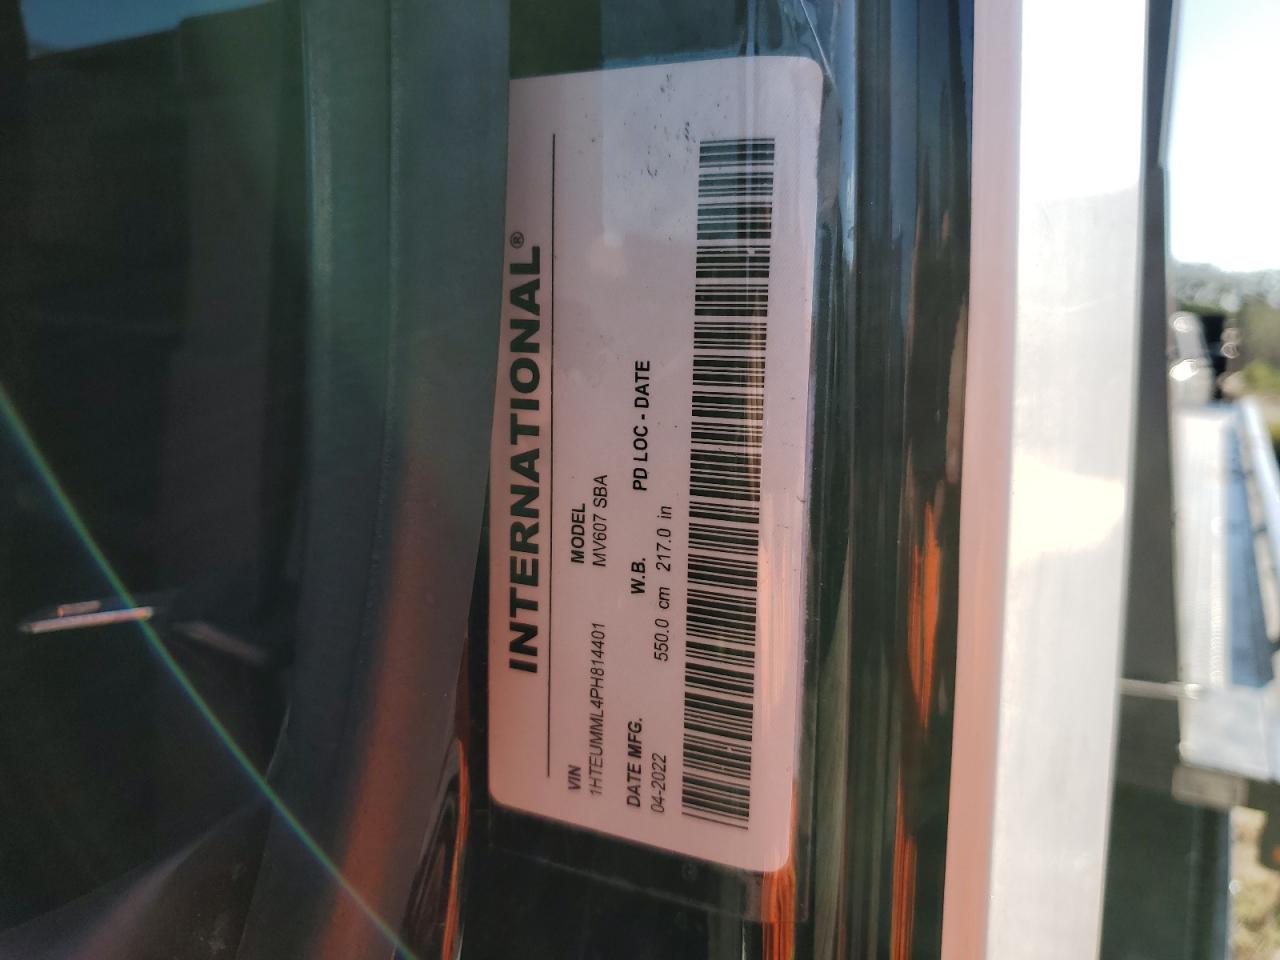 INTERNATIONAL®
VIN MODEL
1HTEUMML4PH814401 MV607 SBA
DATE MFG. W.B. PD LOC - DATE
04-2022 550.0 cm 217.0 in